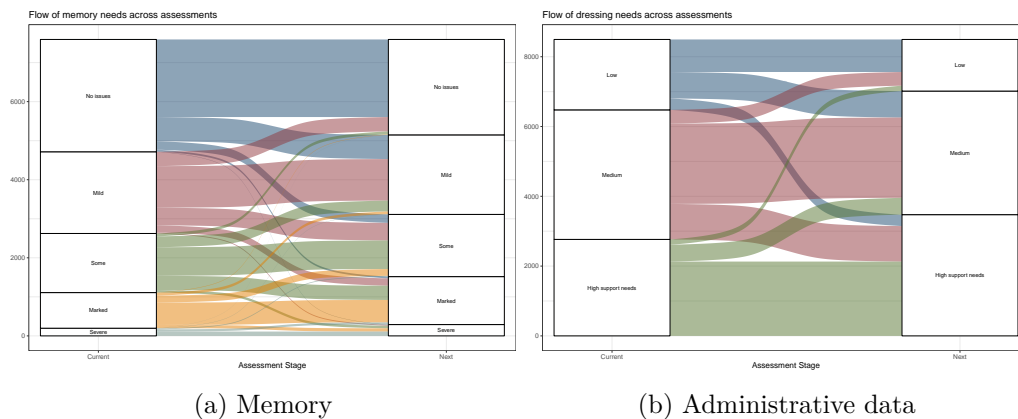 Flow of memory needs across assessments
No issues
Mild
Some
Marked
Severe
No issues
Mild
Some
Marked
Severe
6000
4000
2000
0
Current
Next
Assessment Stage
(a) Memory
Flow of dressing needs across assessments
Low
Medium
High support needs
Low
Medium
High support needs
8000
6000
4000
2000
0
Current
Next
Assessment Stage
(b) Administrative data